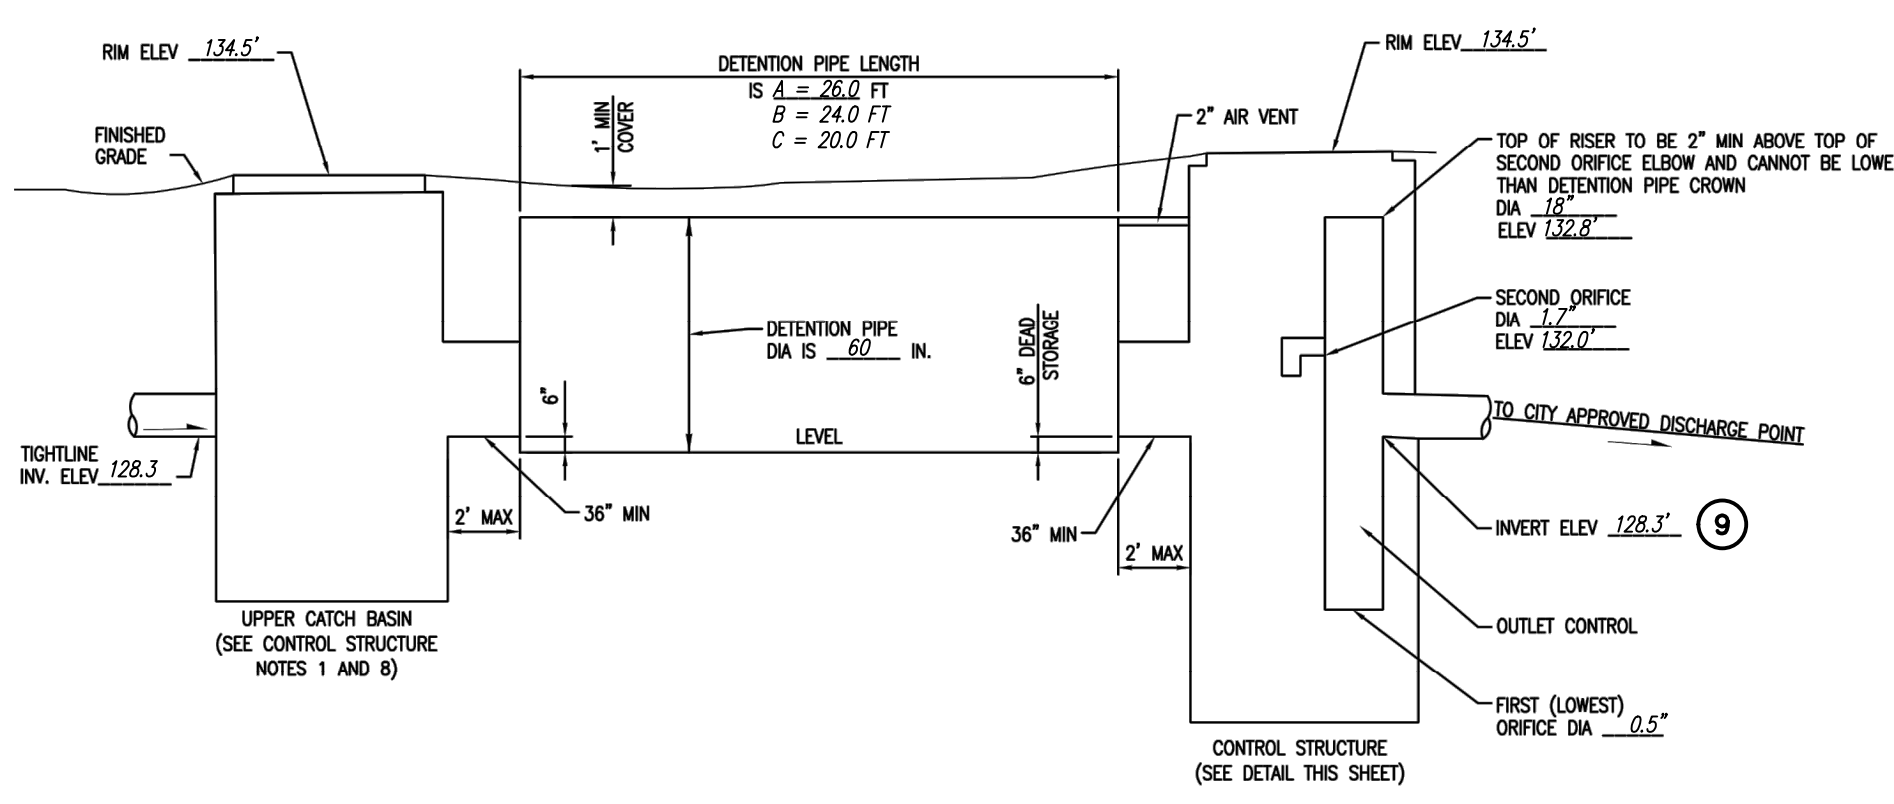 RIM ELEV 134.5'
DETENTION PIPE LENGTH
IS A = 26.0 FT
B = 24.0 FT
C = 20.0 FT
RIM ELEV 134.5'
1' MIN
COVER
2" AIR VENT
FINISHED
GRADE
TOP OF RISER TO BE 2" MIN ABOVE TOP OF
SECOND ORIFICE ELBOW AND CANNOT BE LOWE
THAN DETENTION PIPE CROWN
DIA 18"
ELEV 132.8'
SECOND ORIFICE
DIA 1.7"
ELEV 132.0'
DETENTION PIPE
DIA IS 60 IN.
6" DEAD
STORAGE
6"
LEVEL
TO CITY APPROVED DISCHARGE POINT
TIGHTLINE
INV. ELEV 128.3
2' MAX
36" MIN
36" MIN
2' MAX
INVERT ELEV 128.3'
9
OUTLET CONTROL
UPPER CATCH BASIN
(SEE CONTROL STRUCTURE
NOTES 1 AND 8)
FIRST (LOWEST)
ORIFICE DIA 0.5"
CONTROL STRUCTURE
(SEE DETAIL THIS SHEET)